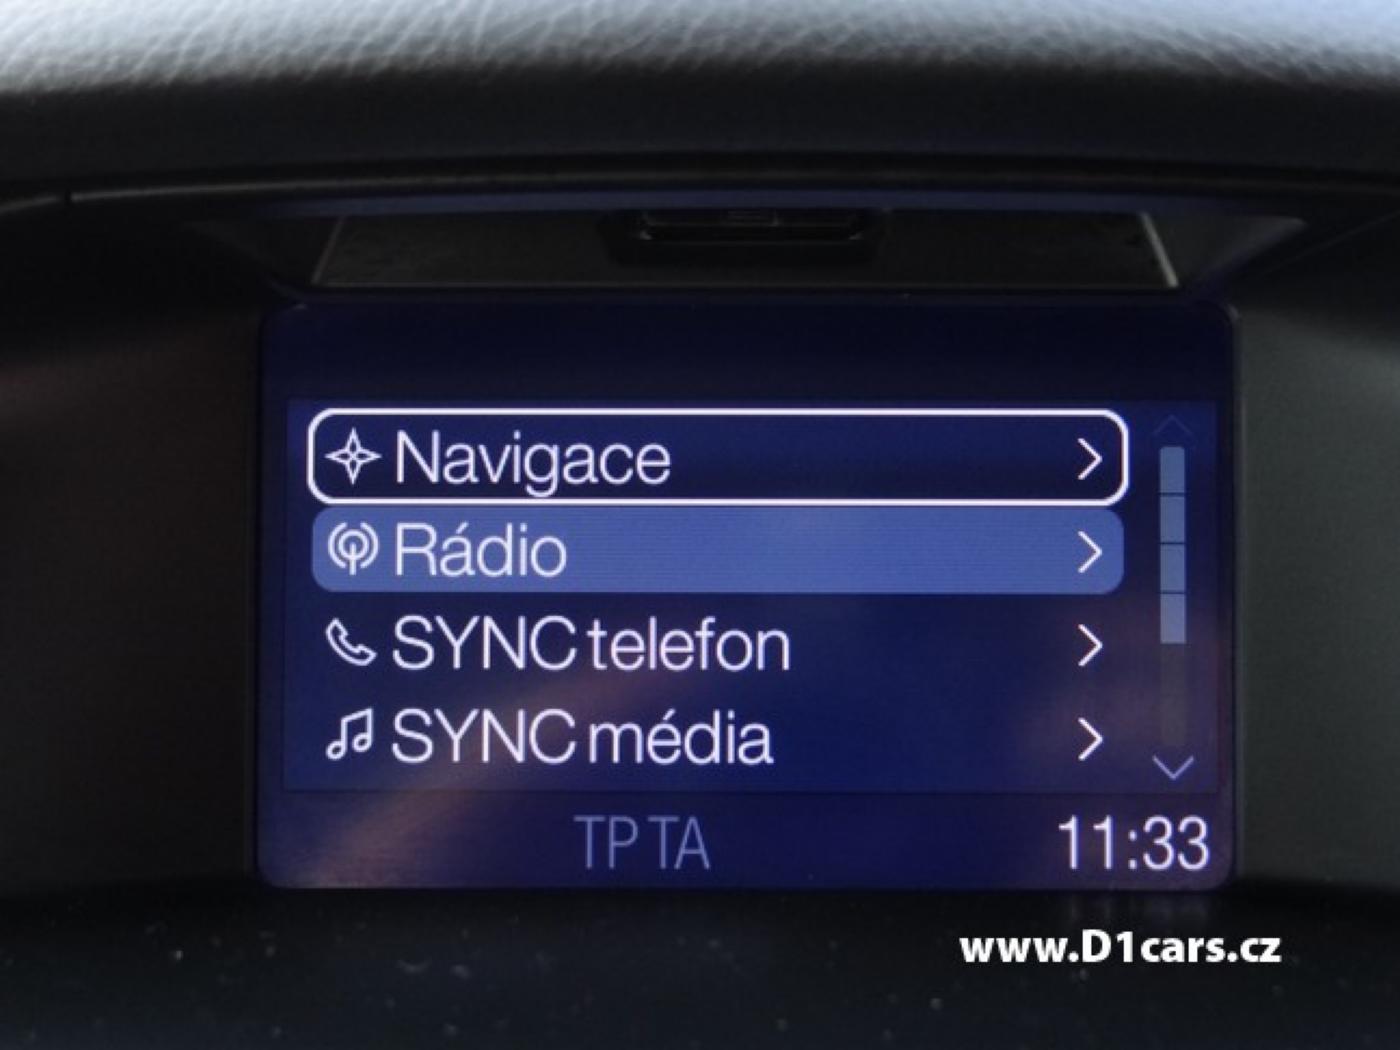 Navigace
Rádio
SYNC telefon
SYNC média
TP TA 11:33
www.D1cars.cz